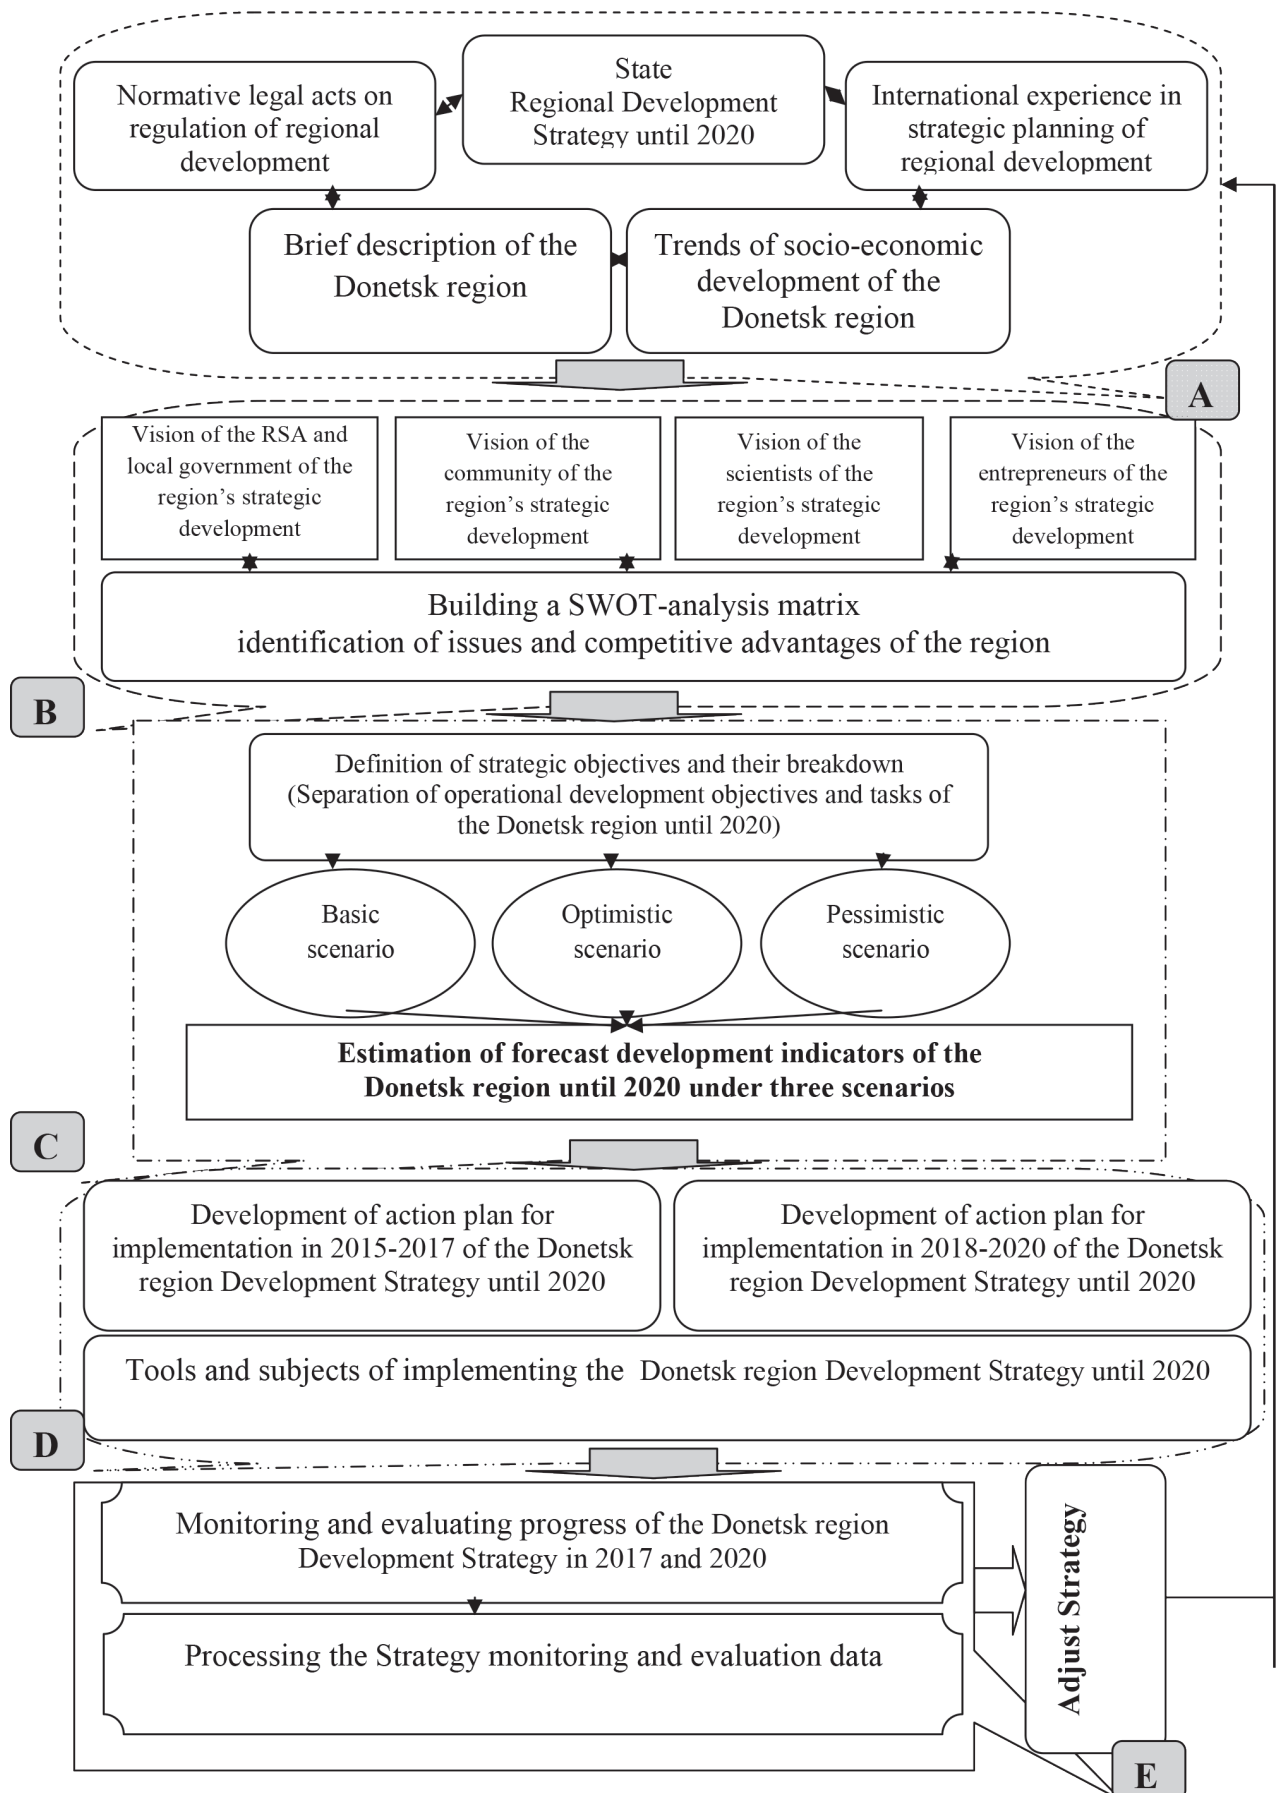 State
Regional Development
Strategy until 2020
Normative legal acts on
regulation of regional
development
International experience in
strategic planning of
regional development
Brief description of the
Donetsk region
Trends of socio-economic
development of the
Donetsk region
A
Vision of the RSA and
local government of the
region’s strategic
development
Vision of the
community of the
region’s strategic
development
Vision of the
scientists of the
region’s strategic
development
Vision of the
entrepreneurs of the
region’s strategic
development
Building a SWOT-analysis matrix
identification of issues and competitive advantages of the region
B
Definition of strategic objectives and their breakdown
(Separation of operational development objectives and tasks of
the Donetsk region until 2020)
Basic
scenario
Optimistic
scenario
Pessimistic
scenario
Estimation of forecast development indicators of the
Donetsk region until 2020 under three scenarios
C
Development of action plan for
implementation in 2015-2017 of the Donetsk
region Development Strategy until 2020
Development of action plan for
implementation in 2018-2020 of the Donetsk
region Development Strategy until 2020
Tools and subjects of implementing the Donetsk region Development Strategy until 2020
D
Monitoring and evaluating progress of the Donetsk region
Development Strategy in 2017 and 2020
Processing the Strategy monitoring and evaluation data
Adjust Strategy
E